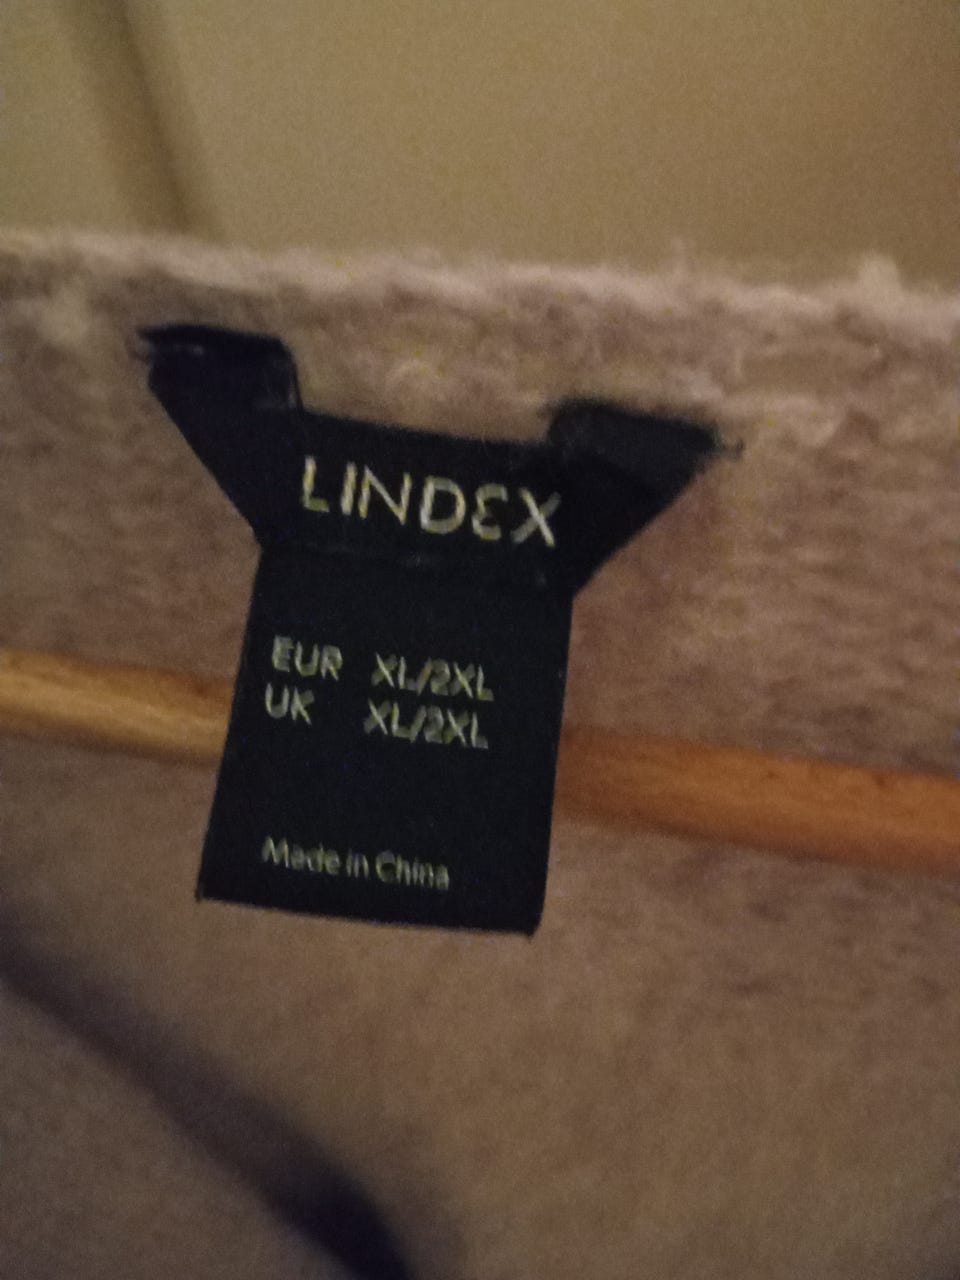 LINDEX
EUR XL/2XL
UK XL/2XL
Made in China